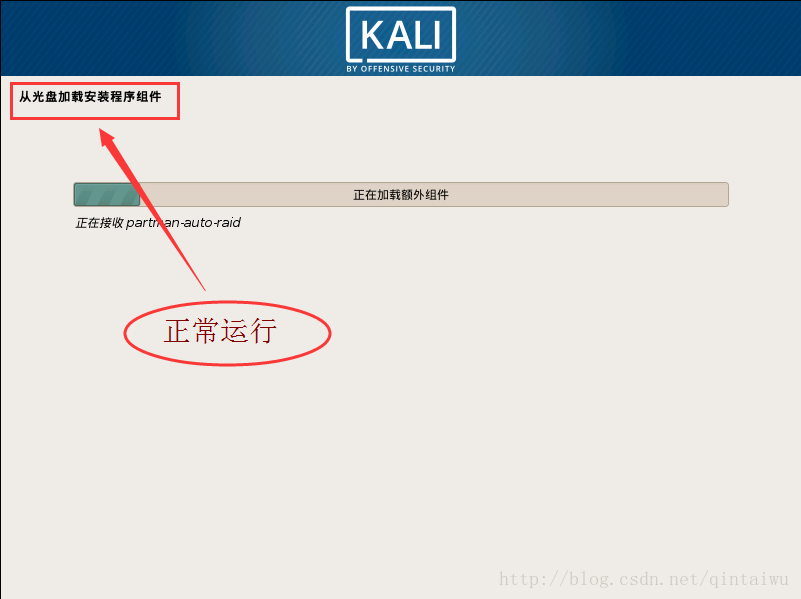 KALI
BY OFFENSIVE SECURITY
从光盘加载安装程序组件
正在加载额外组件
正在接收 partman-auto-raid
正常运行
http://blog.csdn.net/qintaiwu